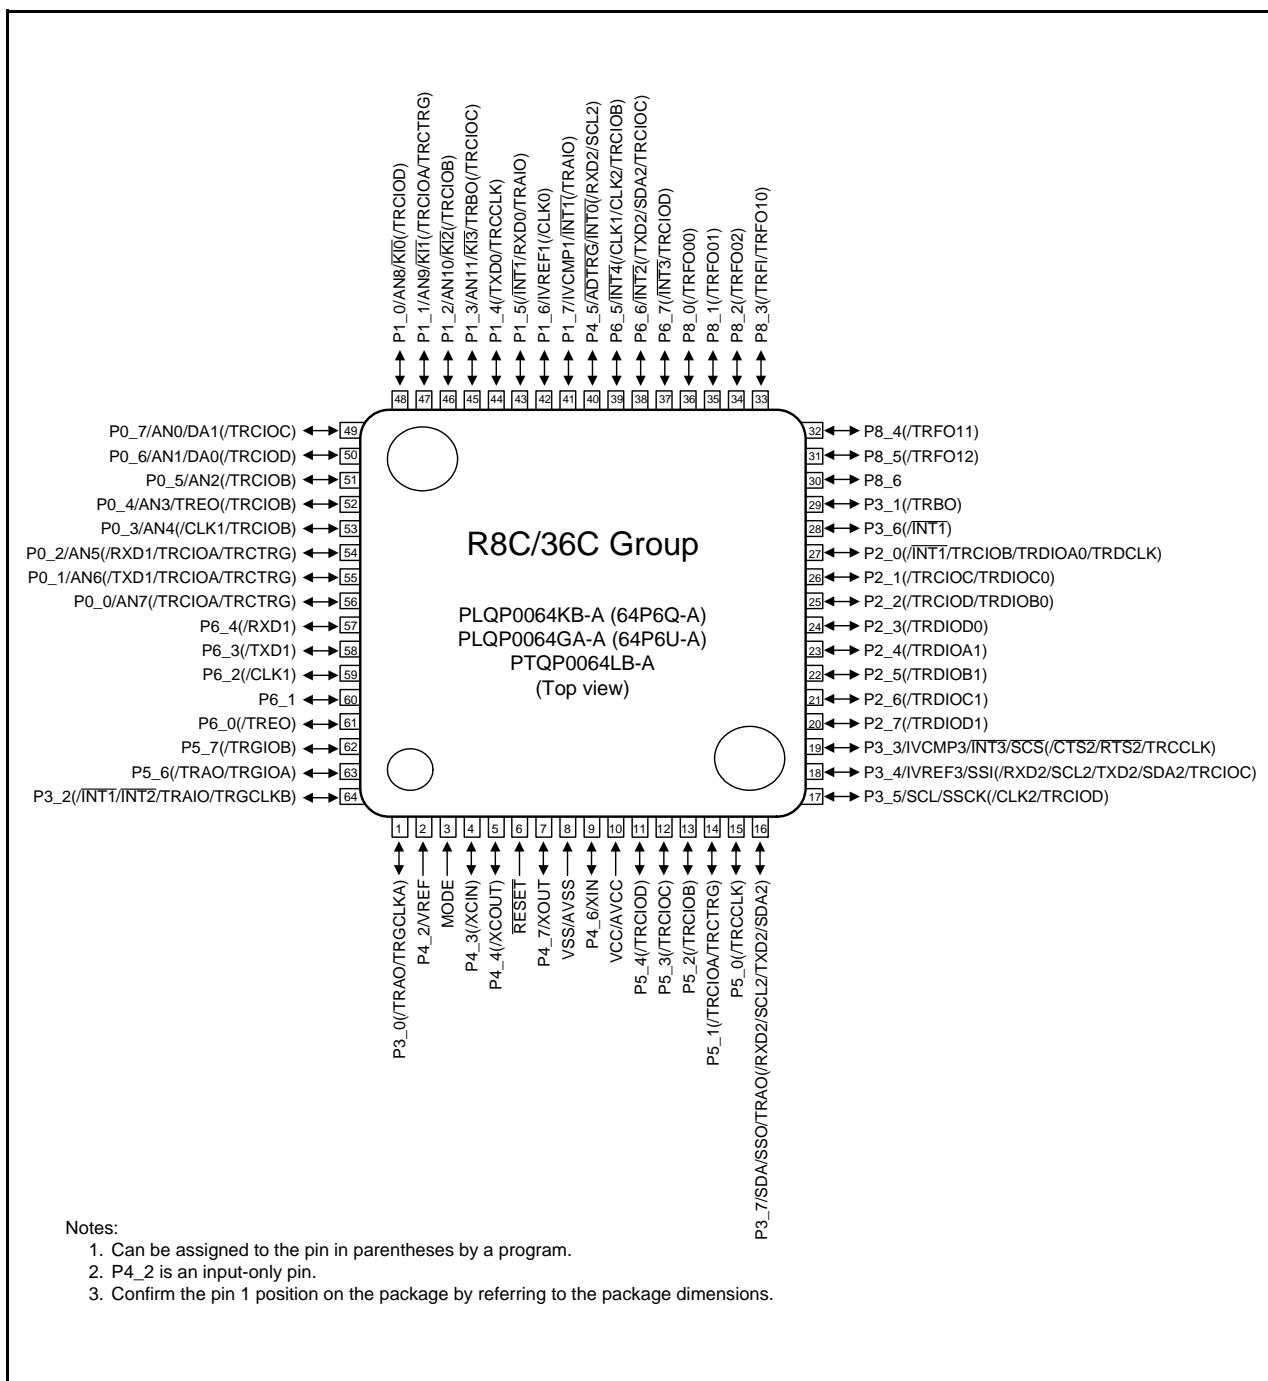 P1_0/AN8/KI0(/TRCIOD)
P1_1/AN9/KI1(/TRCIOA/TRCTRG)
P1_2/AN10/KI2(/TRCIOB)
P1_3/AN11/KI3/TRBO(/TRCIOC)
P1_4(/TXD0/TRCCLK)
P1_5(/INT1/RXD0/TRAIO)
P1_6/IVREF1(/CLK0)
P1_7/IVCMP1/INT1(/TRAIO)
P4_5/ADTRG/INT0(/RXD2/SCL2)
P6_5/INT4(/CLK1/CLK2/TRCIOB)
P6_6/INT2(/TXD2/SDA2/TRCIOC)
P6_7(/INT3/TRCIOD)
P8_0(/TRFO00)
P8_1(/TRFO01)
P8_2(/TRFO02)
P8_3(/TRFI/TRFO10)
48 47 46 45 44 43 42 41 40 39 38 37 36 35 34 33
P0_7/AN0/DA1(/TRCIOC) 49
P0_6/AN1/DA0(/TRCIOD) 50
P0_5/AN2(/TRCIOB) 51
P0_4/AN3/TREO(/TRCIOB) 52
P0_3/AN4(/CLK1/TRCIOB) 53
P0_2/AN5(/RXD1/TRCIOA/TRCTRG) 54
P0_1/AN6(/TXD1/TRCIOA/TRCTRG) 55
P0_0/AN7(/TRCIOA/TRCTRG) 56
P6_4(/RXD1) 57
P6_3(/TXD1) 58
P6_2(/CLK1) 59
P6_1 60
P6_0(/TREO) 61
P5_7(/TRGIOB) 62
P5_6(/TRAO/TRGIOA) 63
P3_2(/INT1/INT2/TRAIO/TRGCLKB) 64
R8C/36C Group
PLQP0064KB-A (64P6Q-A)
PLQP0064GA-A (64P6U-A)
PTQP0064LB-A
(Top view)
32 P8_4(/TRFO11)
31 P8_5(/TRFO12)
30 P8_6
29 P3_1(/TRBO)
28 P3_6(/INT1)
27 P2_0(/INT1/TRCIOB/TRDIOA0/TRDCLK)
26 P2_1(/TRCIOC/TRDIOC0)
25 P2_2(/TRCIOD/TRDIOB0)
24 P2_3(/TRDIOD0)
23 P2_4(/TRDIOA1)
22 P2_5(/TRDIOB1)
21 P2_6(/TRDIOC1)
20 P2_7(/TRDIOD1)
19 P3_3/IVCMP3/INT3/SCS(/CTS2/RTS2/TRCCLK)
18 P3_4/IVREF3/SSI(/RXD2/SCL2/TXD2/SDA2/TRCIOC)
17 P3_5/SCL/SSCK(/CLK2/TRCIOD)
1 2 3 4 5 6 7 8 9 10 11 12 13 14 15 16
P3_0(/TRAO/TRGCLKA)
P4_2/VREF
MODE
P4_3(/XCIN)
P4_4(/XCOUT)
RESET
P4_7/XOUT
VSS/AVSS
P4_6/XIN
VCC/AVCC
P5_4(/TRCIOD)
P5_3(/TRCIOC)
P5_2(/TRCIOB)
P5_1(/TRCIOA/TRCTRG)
P5_0(/TRCCLK)
P3_7/SDA/SSO/TRAO(/RXD2/SCL2/TXD2/SDA2)
Notes:
1. Can be assigned to the pin in parentheses by a program.
2. P4_2 is an input-only pin.
3. Confirm the pin 1 position on the package by referring to the package dimensions.